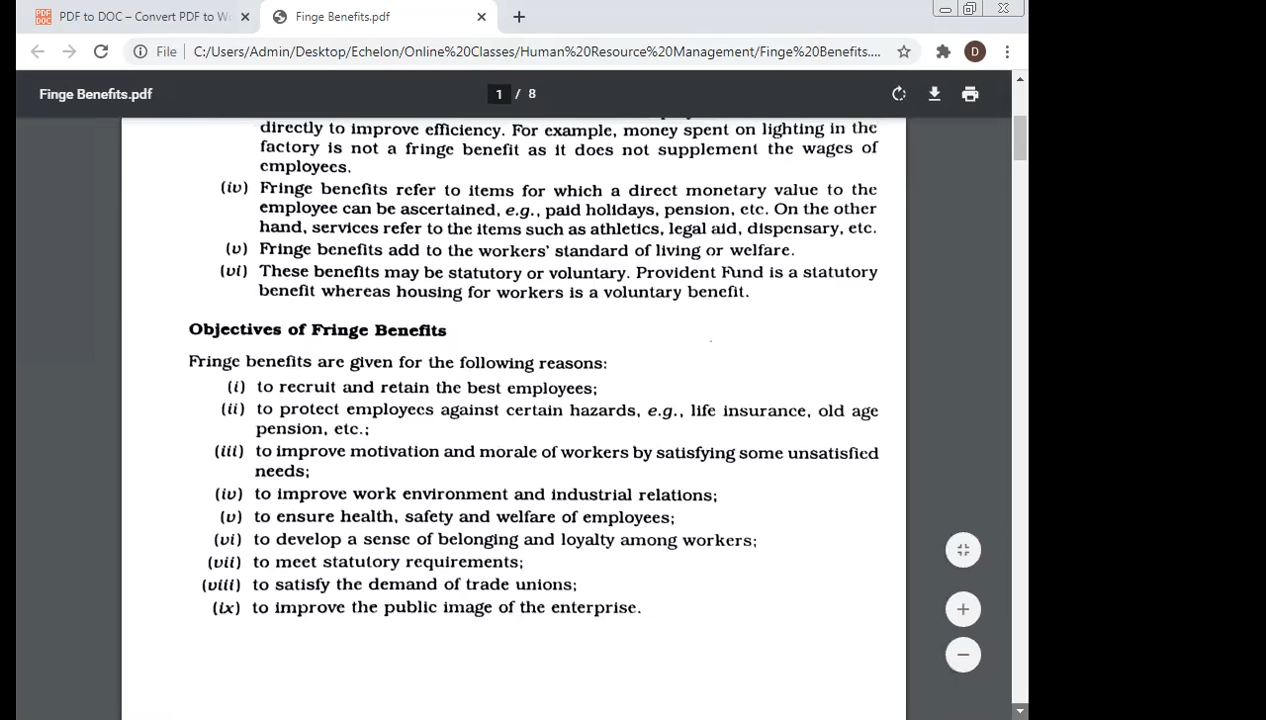 PDF to DOC – Convert PDF to W
Finge Benefits.pdf
File C:/Users/Admin/Desktop/Echelon/Online%20Classes/Human%20Resource%20Management/Finge%20Benefits....
D
Finge Benefits.pdf
1 / 8
directly to improve efficiency. For example, money spent on lighting in the
factory is not a fringe benefit as it does not supplement the wages of
employees.
(iv) Fringe benefits refer to items for which a direct monetary value to the
employee can be ascertained, e.g., paid holidays, pension, etc. On the other
hand, services refer to the items such as athletics, legal aid, dispensary, etc.
(v) Fringe benefits add to the workers' standard of living or welfare.
(vi) These benefits may be statutory or voluntary. Provident Fund is a statutory
benefit whereas housing for workers is a voluntary benefit.
Objectives of Fringe Benefits
Fringe benefits are given for the following reasons:
(i) to recruit and retain the best employees;
(ii) to protect employees against certain hazards, e.g., life insurance, old age
pension, etc.;
(iii) to improve motivation and morale of workers by satisfying some unsatisfied
needs;
(iv) to improve work environment and industrial relations;
(v) to ensure health, safety and welfare of employees;
(vi) to develop a sense of belonging and loyalty among workers;
(vii) to meet statutory requirements;
(viii) to satisfy the demand of trade unions;
(ix) to improve the public image of the enterprise.